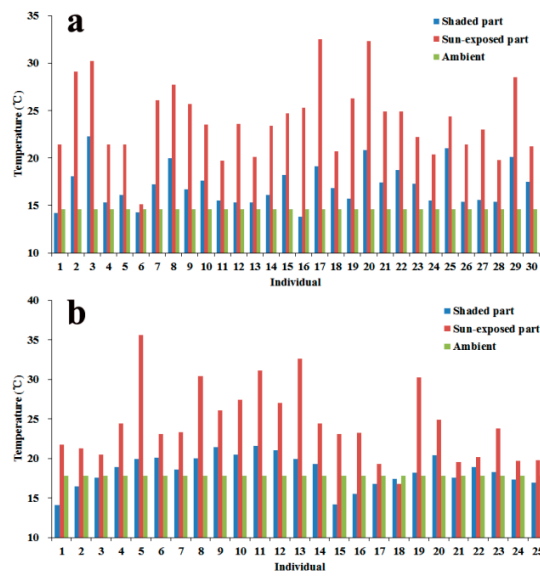 a
Shaded part
Sun-exposed part
Ambient
Temperature (℃)
35
30
25
20
15
10
1 2 3 4 5 6 7 8 9 10 11 12 13 14 15 16 17 18 19 20 21 22 23 24 25 26 27 28 29 30
Individual
b
Shaded part
Sun-exposed part
Ambient
Temperature (℃)
40
35
30
25
20
15
10
1 2 3 4 5 6 7 8 9 10 11 12 13 14 15 16 17 18 19 20 21 22 23 24 25
Individual